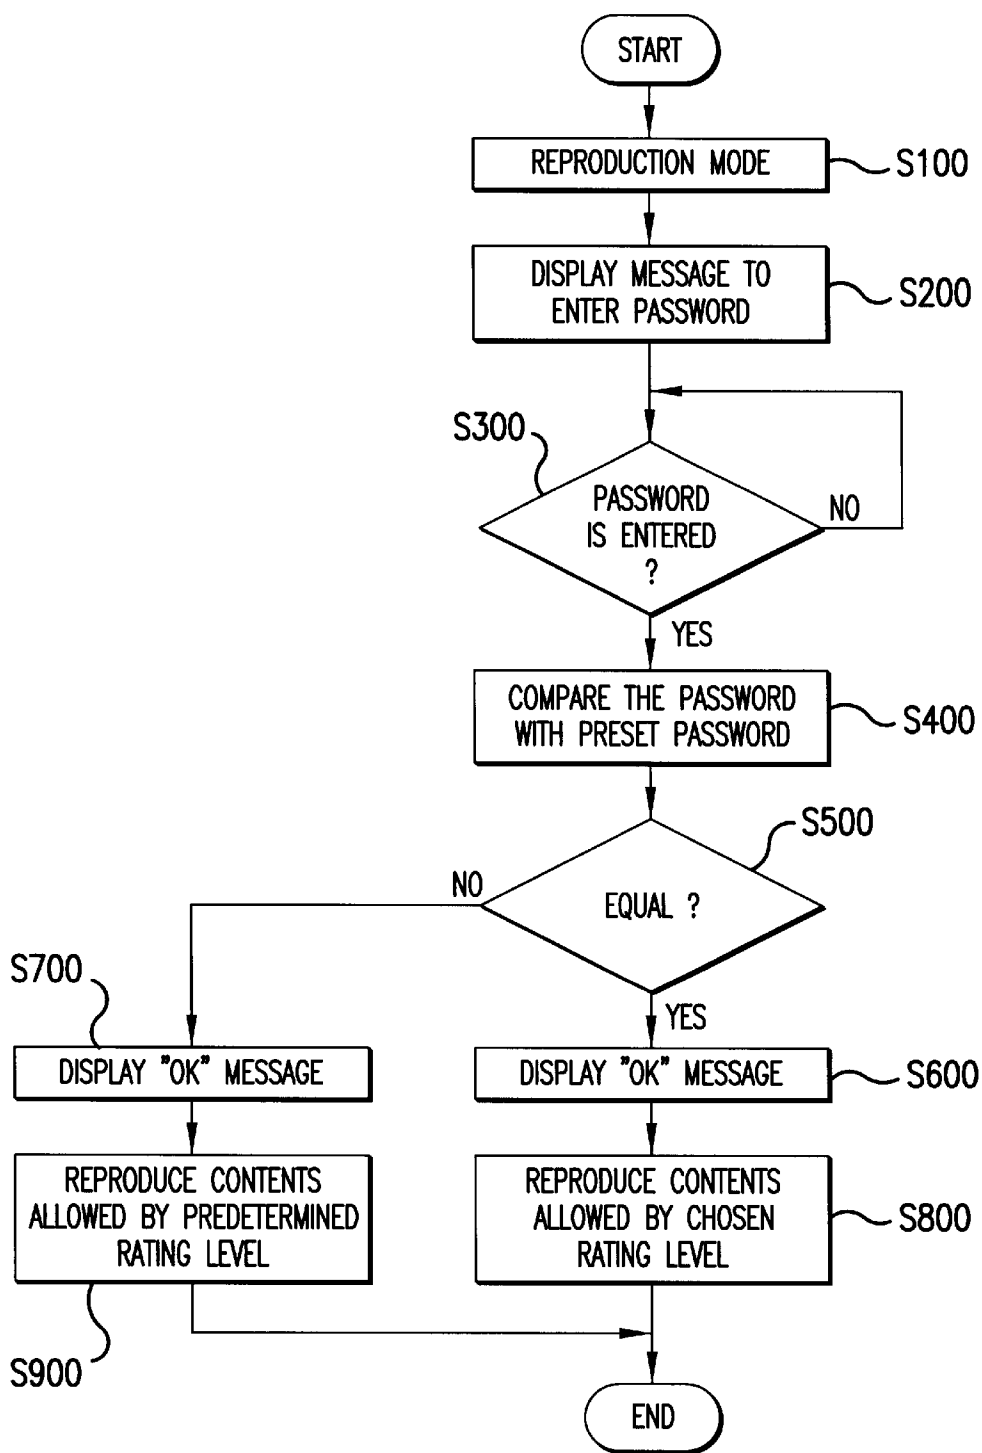 START
REPRODUCTION MODE
S100
DISPLAY MESSAGE TO
ENTER PASSWORD
S200
S300
PASSWORD
IS ENTERED
?
NO
YES
COMPARE THE PASSWORD
WITH PRESET PASSWORD
S400
S500
EQUAL ?
NO
YES
S700
DISPLAY "OK" MESSAGE
DISPLAY "OK" MESSAGE
S600
REPRODUCE CONTENTS
ALLOWED BY PREDETERMINED
RATING LEVEL
REPRODUCE CONTENTS
ALLOWED BY CHOSEN
RATING LEVEL
S800
S900
END